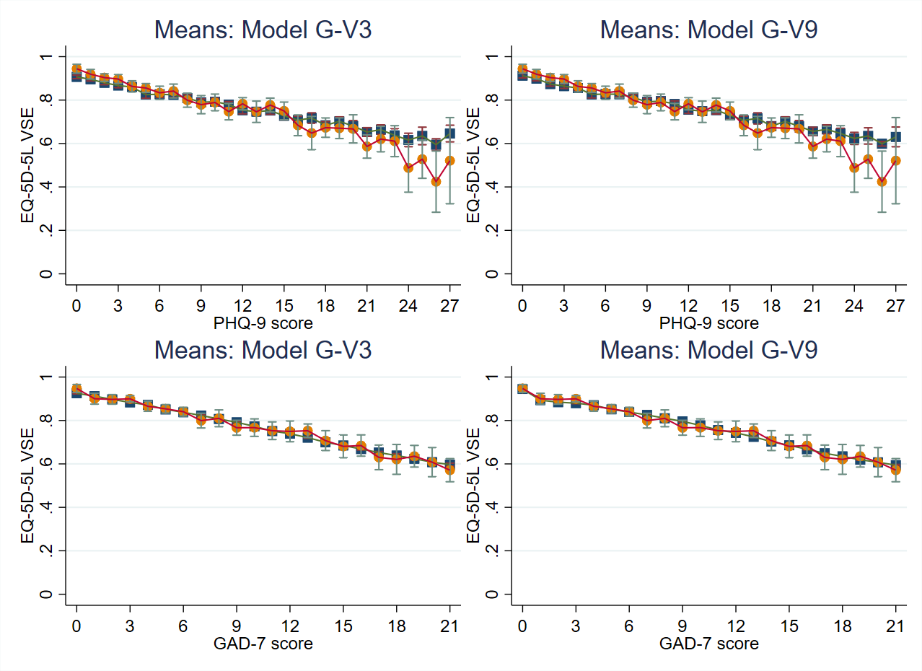 Means: Model G-V3
EQ-5D-5L VSE
1
.8
.6
.4
.2
0
0 3 6 9 12 15 18 21 24 27
PHQ-9 score
Means: Model G-V9
EQ-5D-5L VSE
1
.8
.6
.4
.2
0
0 3 6 9 12 15 18 21 24 27
PHQ-9 score
Means: Model G-V3
EQ-5D-5L VSE
1
.8
.6
.4
.2
0
0 3 6 9 12 15 18 21
GAD-7 score
Means: Model G-V9
EQ-5D-5L VSE
1
.8
.6
.4
.2
0
0 3 6 9 12 15 18 21
GAD-7 score